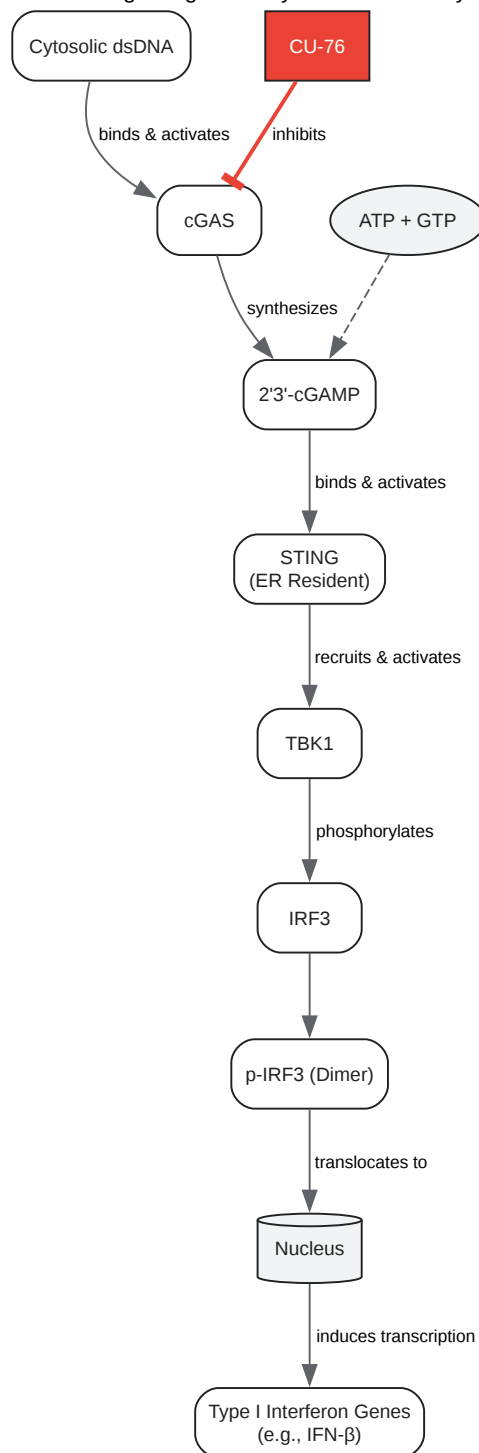 Cytosolic dsDNA
CU-76
binds & activates
inhibits
cGAS
ATP + GTP
synthesizes
2'3'-cGAMP
binds & activates
STING
(ER Resident)
recruits & activates
TBK1
phosphorylates
IRF3
p-IRF3 (Dimer)
translocates to
Nucleus
induces transcription
Type I Interferon Genes
(e.g., IFN-β)